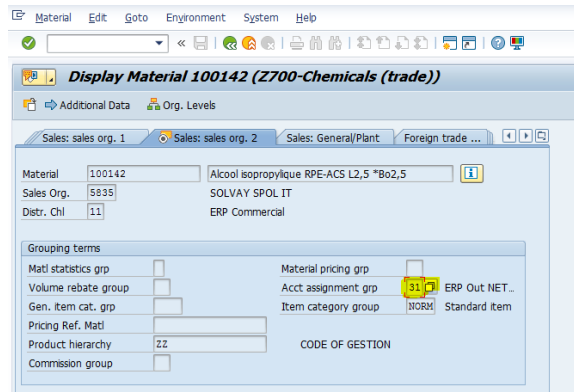 Material Edit Goto Environment System Help
Display Material 100142 (Z700-Chemicals (trade))
Additional Data Org. Levels
Sales: sales org. 1 Sales: sales org. 2 Sales: General/Plant Foreign trade ...
Material 100142 Alcool isopropylique RPE-ACS L2,5 *Bo2,5
Sales Org. 5835 SOLVAY SPOL IT
Distr. Chl 11 ERP Commercial
Grouping terms
Matl statistics grp Material pricing grp
Volume rebate group Acct assignment grp 31 ERP Out NET...
Gen. item cat. grp Item category group NORM Standard item
Pricing Ref. Matl
Product hierarchy ZZ CODE OF GESTION
Commission group